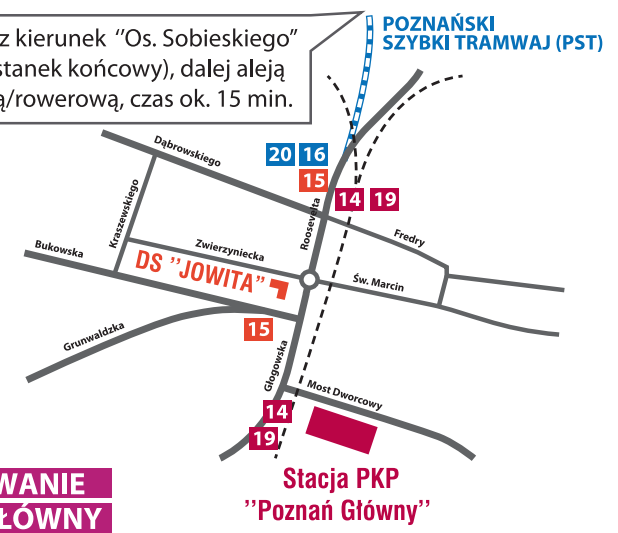 z kierunek "Os. Sobieskiego"
stanek końcowy), dalej aleją
ą/rowerową, czas ok. 15 min.
POZNAŃSKI
SZYBKI TRAMWAJ (PST)
Dąbrowskiego
20 16
15
14 19
Kraszewskiego
Roosevelta
Fredry
Bukowska
Zwierzyniecka
DS ''JOWITA''
Św. Marcin
Grunwaldzka
15
Głogowska
Most Dworcowy
14
19
Stacja PKP
''Poznań Główny''
WANIE
ŁÓWNY